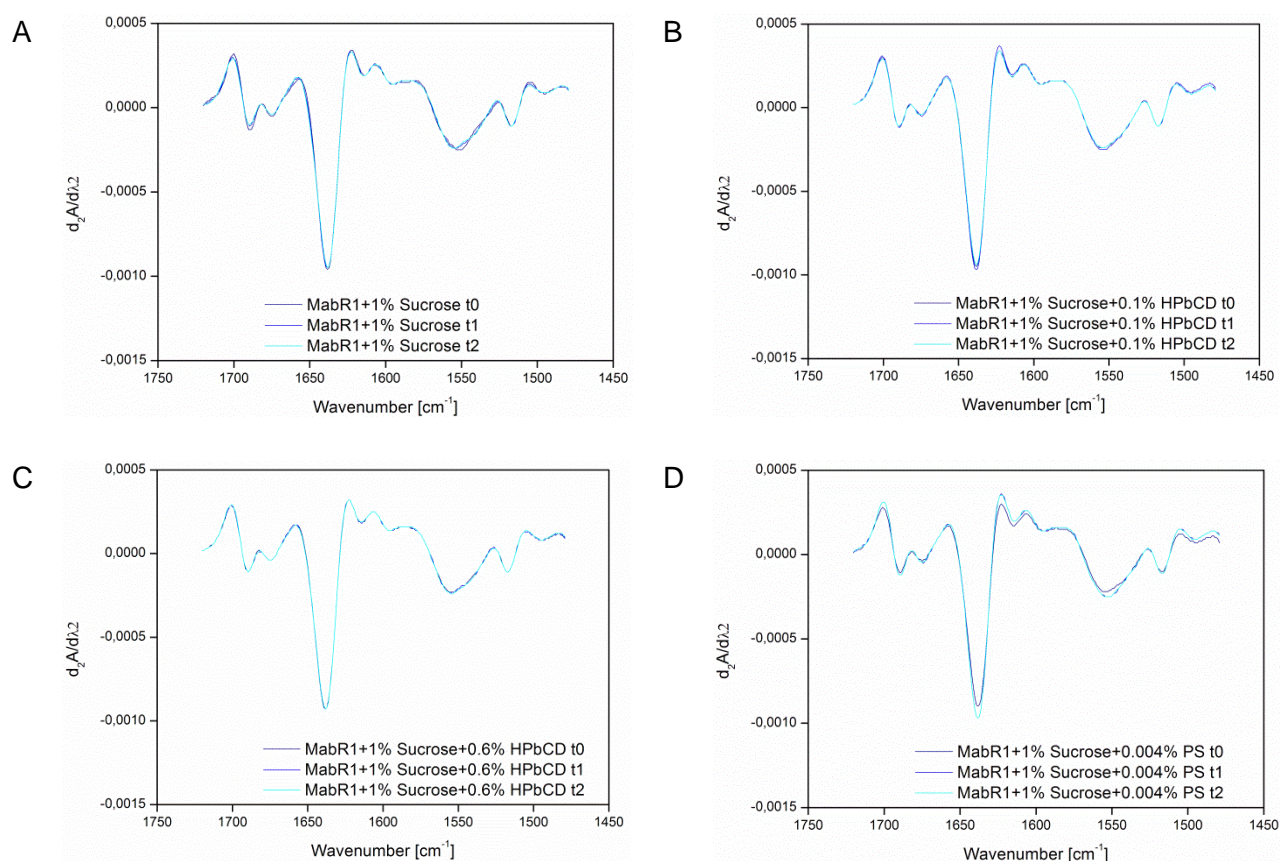 A
0,0005
0,0000
-0,0005
-0,0010
-0,0015
d2A/dλ2
MabR1+1% Sucrose t0
MabR1+1% Sucrose t1
MabR1+1% Sucrose t2
1750 1700 1650 1600 1550 1500 1450
Wavenumber [cm-1]
B
0,0005
0,0000
-0,0005
-0,0010
-0,0015
d2A/dλ2
MabR1+1% Sucrose+0.1% HPbCD t0
MabR1+1% Sucrose+0.1% HPbCD t1
MabR1+1% Sucrose+0.1% HPbCD t2
1750 1700 1650 1600 1550 1500 1450
Wavenumber [cm-1]
C
0,0005
0,0000
-0,0005
-0,0010
-0,0015
d2A/dλ2
MabR1+1% Sucrose+0.6% HPbCD t0
MabR1+1% Sucrose+0.6% HPbCD t1
MabR1+1% Sucrose+0.6% HPbCD t2
1750 1700 1650 1600 1550 1500 1450
Wavenumber [cm-1]
D
0,0005
0,0000
-0,0005
-0,0010
-0,0015
d2A/dλ2
MabR1+1% Sucrose+0.004% PS t0
MabR1+1% Sucrose+0.004% PS t1
MabR1+1% Sucrose+0.004% PS t2
1750 1700 1650 1600 1550 1500 1450
Wavenumber [cm-1]